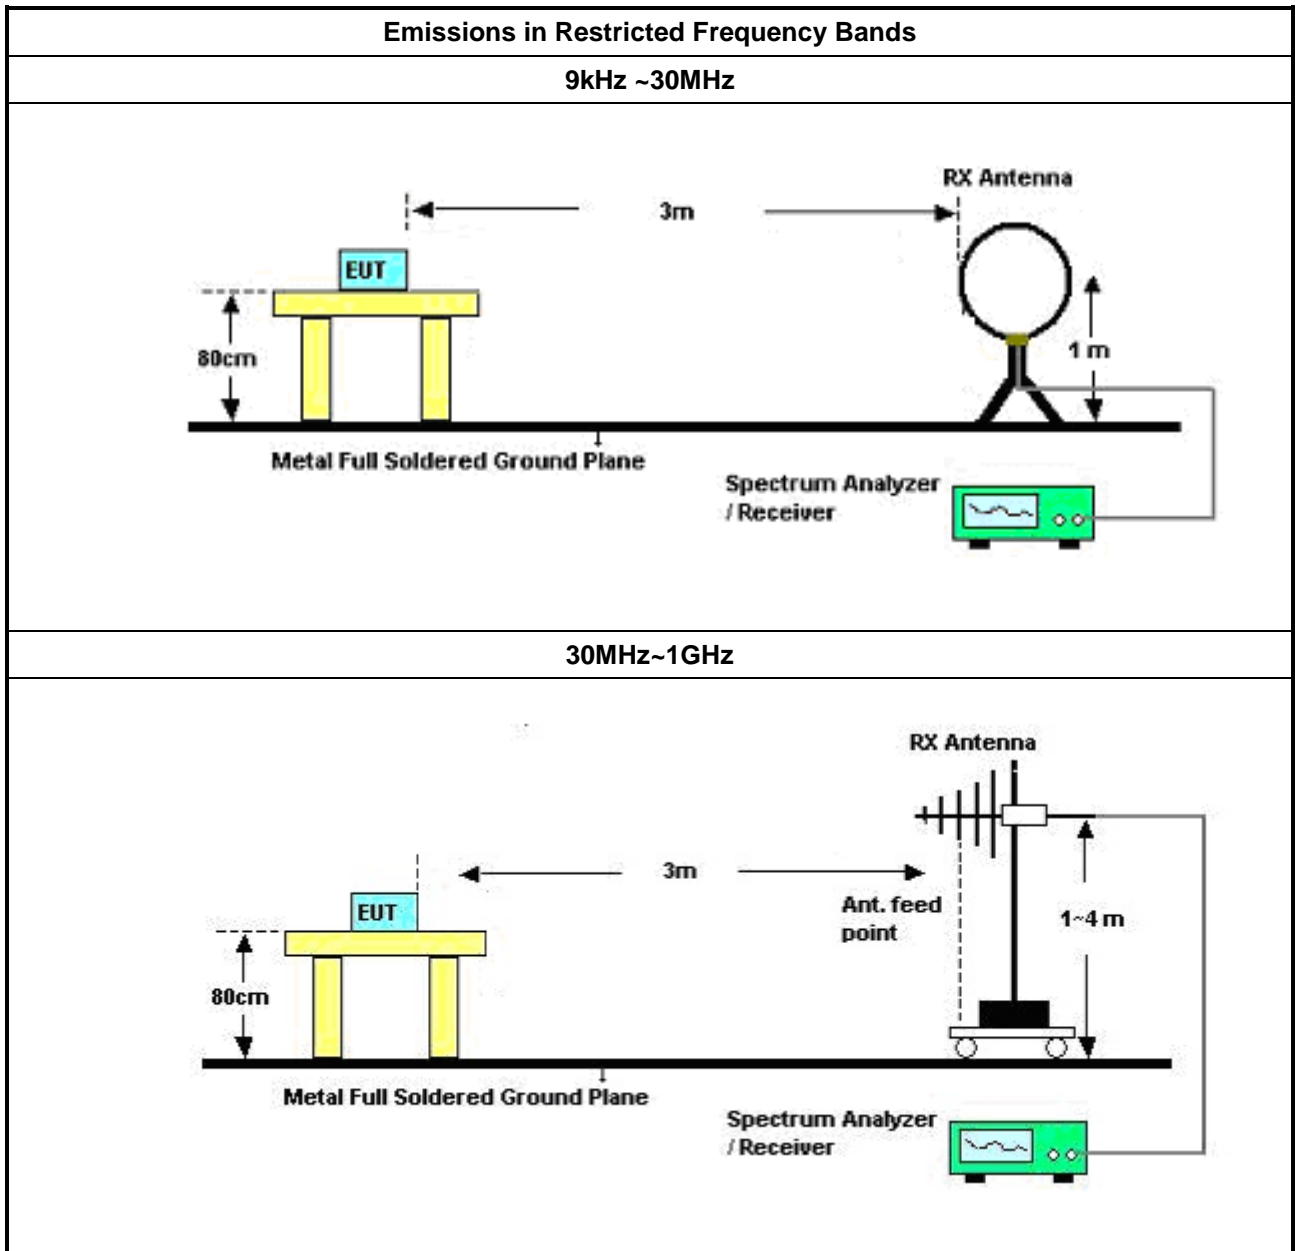 Emissions in Restricted Frequency Bands
9kHz ~30MHz
RX Antenna
3m
EUT
80cm
1 m
Metal Full Soldered Ground Plane
Spectrum Analyzer
/ Receiver
30MHz~1GHz
RX Antenna
3m
EUT
Ant. feed
point
1~4 m
80cm
Metal Full Soldered Ground Plane
Spectrum Analyzer
/ Receiver